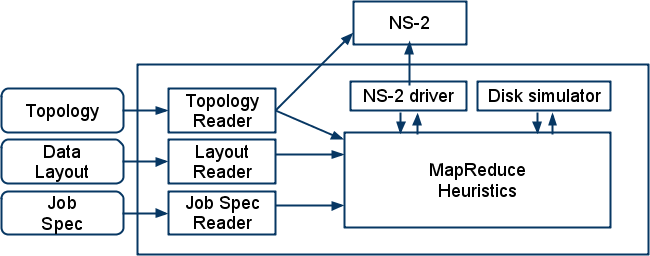 NS-2
Topology
Topology
Reader
NS-2 driver
Disk simulator
Data
Layout
Layout
Reader
MapReduce
Heuristics
Job
Spec
Job Spec
Reader